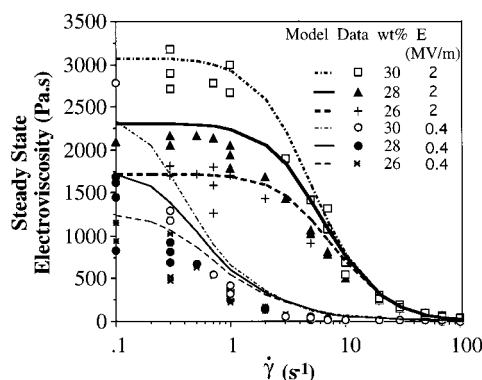 Model Data wt% E
(MV/m)
30 2
28 2
26 2
30 0.4
28 0.4
26 0.4
Steady State
Electroviscosity (Pa.s)
3500
3000
2500
2000
1500
1000
500
0
.1 1 10 100
γ̇ (s⁻¹)